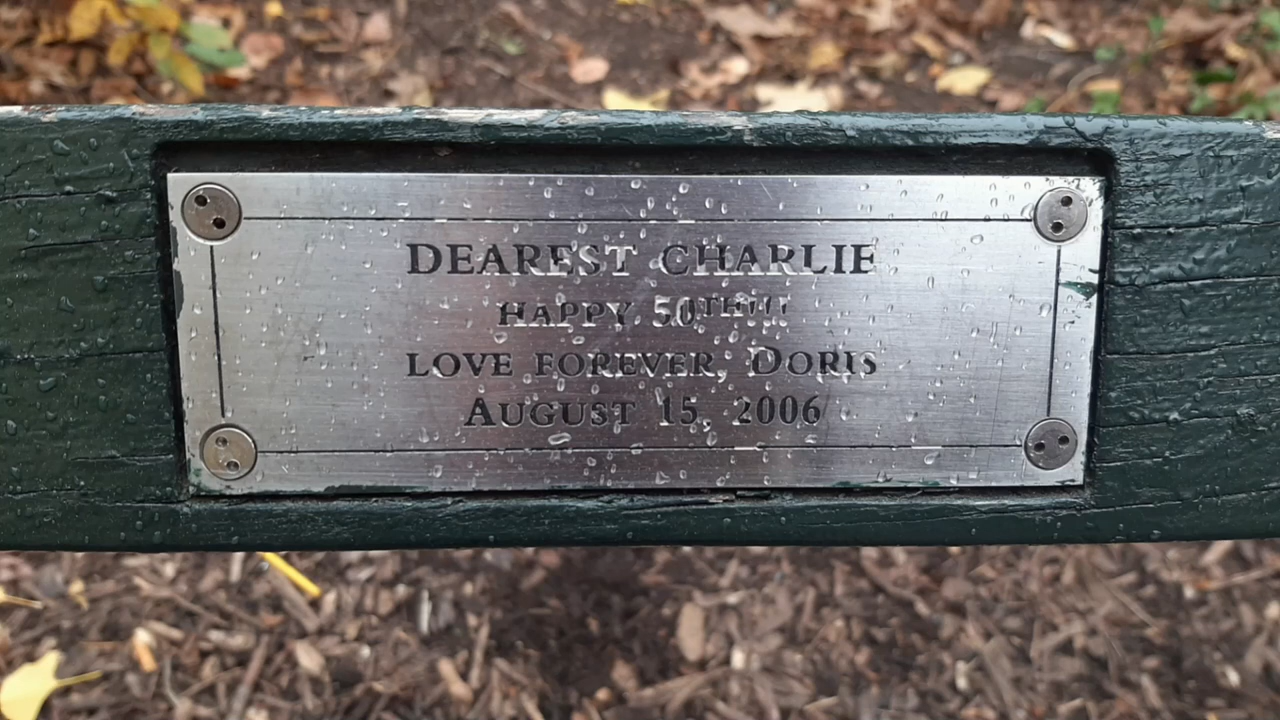 DEAREST CHARLIE
HAPPY 50TH!!!!
LOVE FOREVER, DORIS
AUGUST 15, 2006